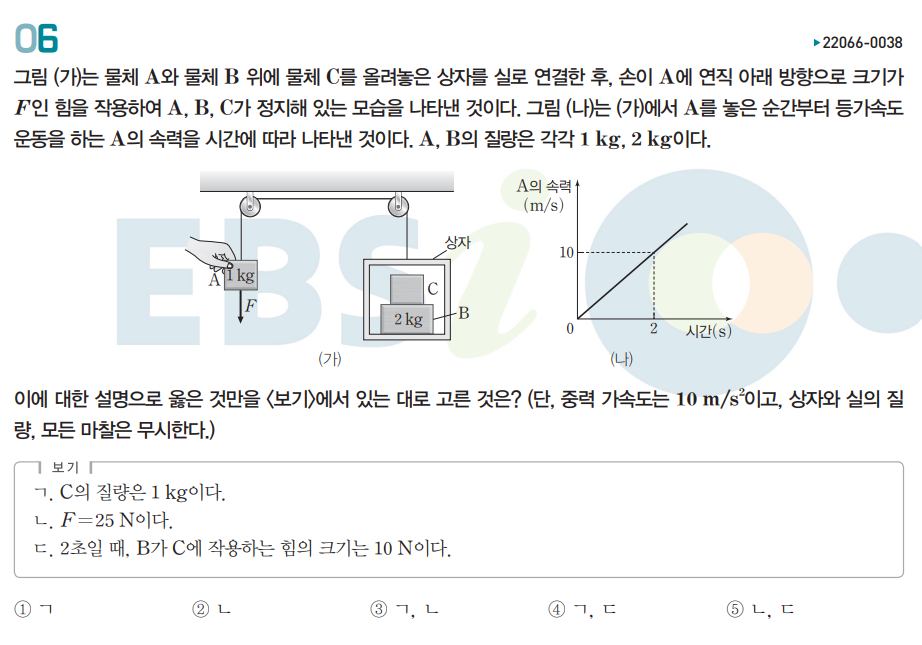 06
▶22066-0038
그림 (가)는 물체 A와 물체 B 위에 물체 C를 올려놓은 상자를 실로 연결한 후, 손이 A에 연직 아래 방향으로 크기가
F인 힘을 작용하여 A, B, C가 정지해 있는 모습을 나타낸 것이다. 그림 (나)는 (가)에서 A를 놓은 순간부터 등가속도
운동을 하는 A의 속력을 시간에 따라 나타낸 것이다. A, B의 질량은 각각 1 kg, 2 kg이다.
A
1 kg
F
상자
C
2 kg
B
(가)
A의 속력
(m/s)
10
0
2
시간(s)
(나)
EBSi
이에 대한 설명으로 옳은 것만을 〈보기〉에서 있는 대로 고른 것은? (단, 중력 가속도는 10 m/s²이고, 상자와 실의 질
량, 모든 마찰은 무시한다.)
보기
ㄱ. C의 질량은 1 kg이다.
ㄴ. F=25 N이다.
ㄷ. 2초일 때, B가 C에 작용하는 힘의 크기는 10 N이다.
① ㄱ ② ㄴ ③ ㄱ, ㄴ ④ ㄱ, ㄷ ⑤ ㄴ, ㄷ